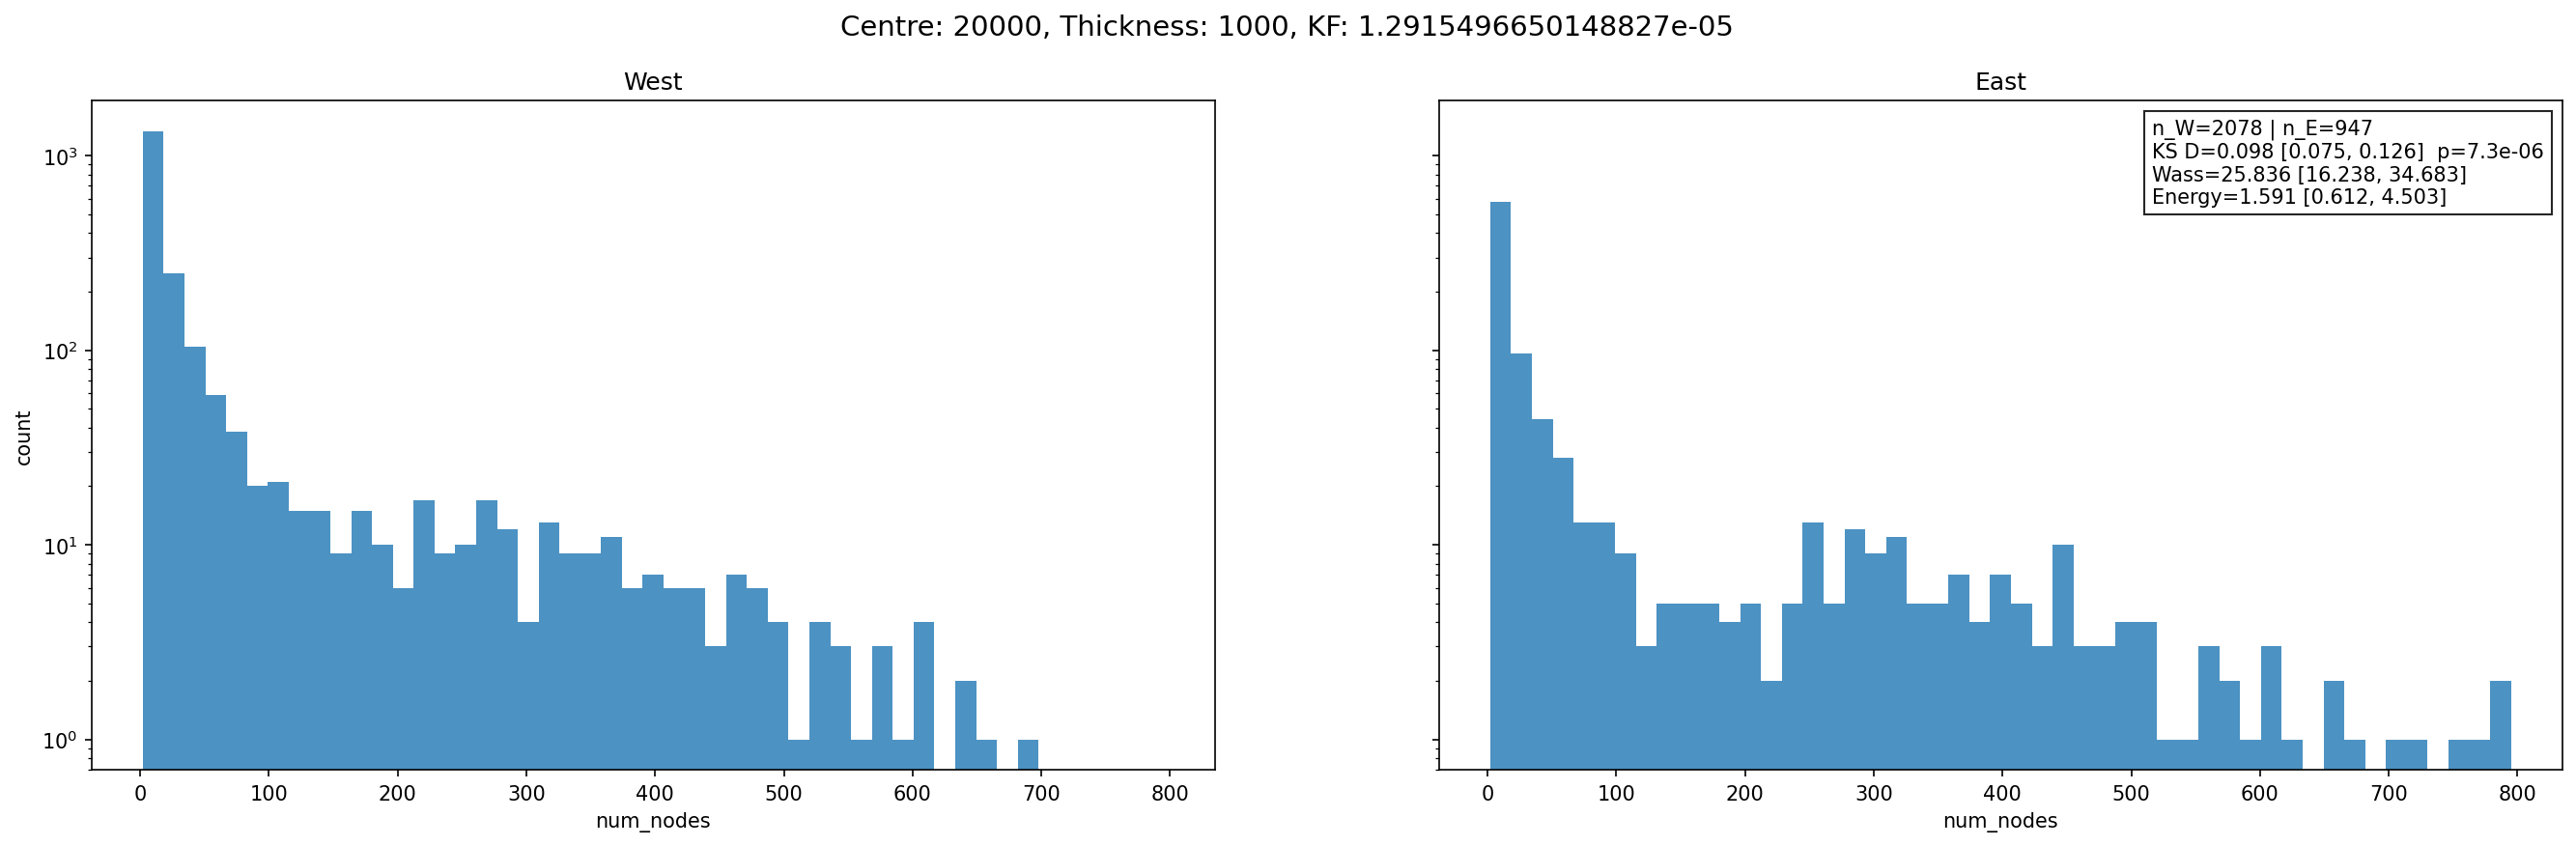 Centre: 20000, Thickness: 1000, KF: 1.2915496650148827e-05
West
East
n_W=2078 | n_E=947
KS D=0.098 [0.075, 0.126]  p=7.3e-06
Wass=25.836 [16.238, 34.683]
Energy=1.591 [0.612, 4.503]
10³
10²
10¹
10⁰
count
0 100 200 300 400 500 600 700 800
num_nodes
0 100 200 300 400 500 600 700 800
num_nodes